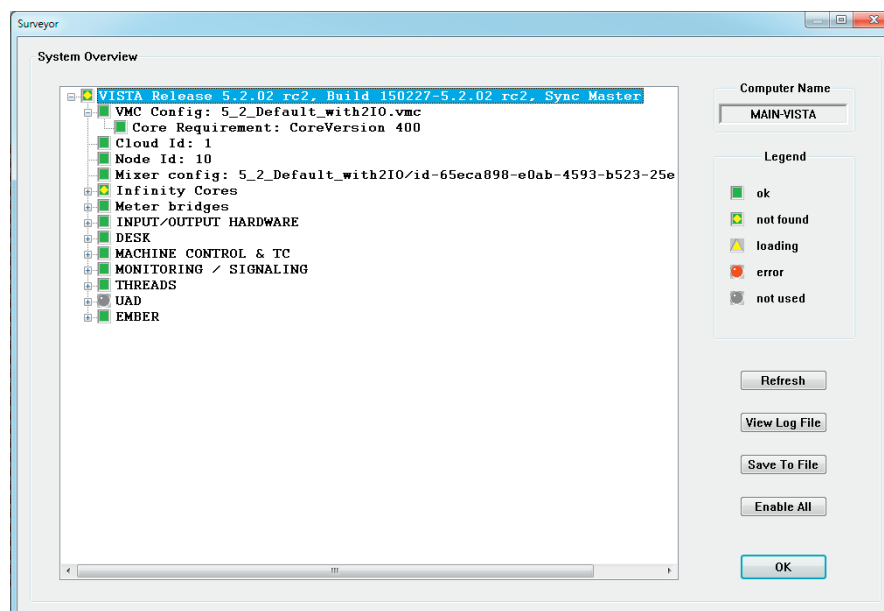 Surveyor
System Overview
VISTA Release 5.2.02 rc2, Build 150227-5.2.02 rc2, Sync Master
VMC Config: 5_2_Default_with2IO.vmc
Core Requirement: CoreVersion 400
Cloud Id: 1
Node Id: 10
Mixer config: 5_2_Default_with2IO/id-65eca898-e0ab-4593-b523-25e
Infinity Cores
Meter bridges
INPUT/OUTPUT HARDWARE
DESK
MACHINE CONTROL & TC
MONITORING / SIGNALING
THREADS
UAD
EMBER
Computer Name
MAIN-VISTA
Legend
ok
not found
loading
error
not used
Refresh
View Log File
Save To File
Enable All
OK